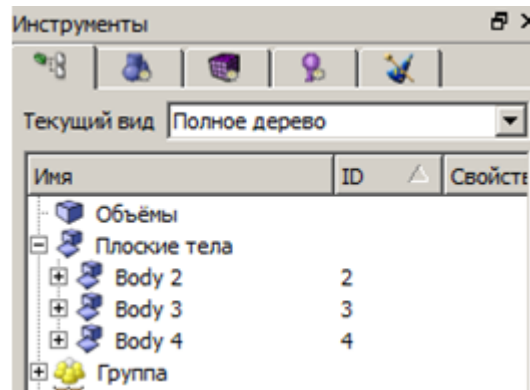 Инструменты
Текущий вид Полное дерево
Имя ID Свойств
Объёмы
Плоские тела
Body 2 2
Body 3 3
Body 4 4
Группа